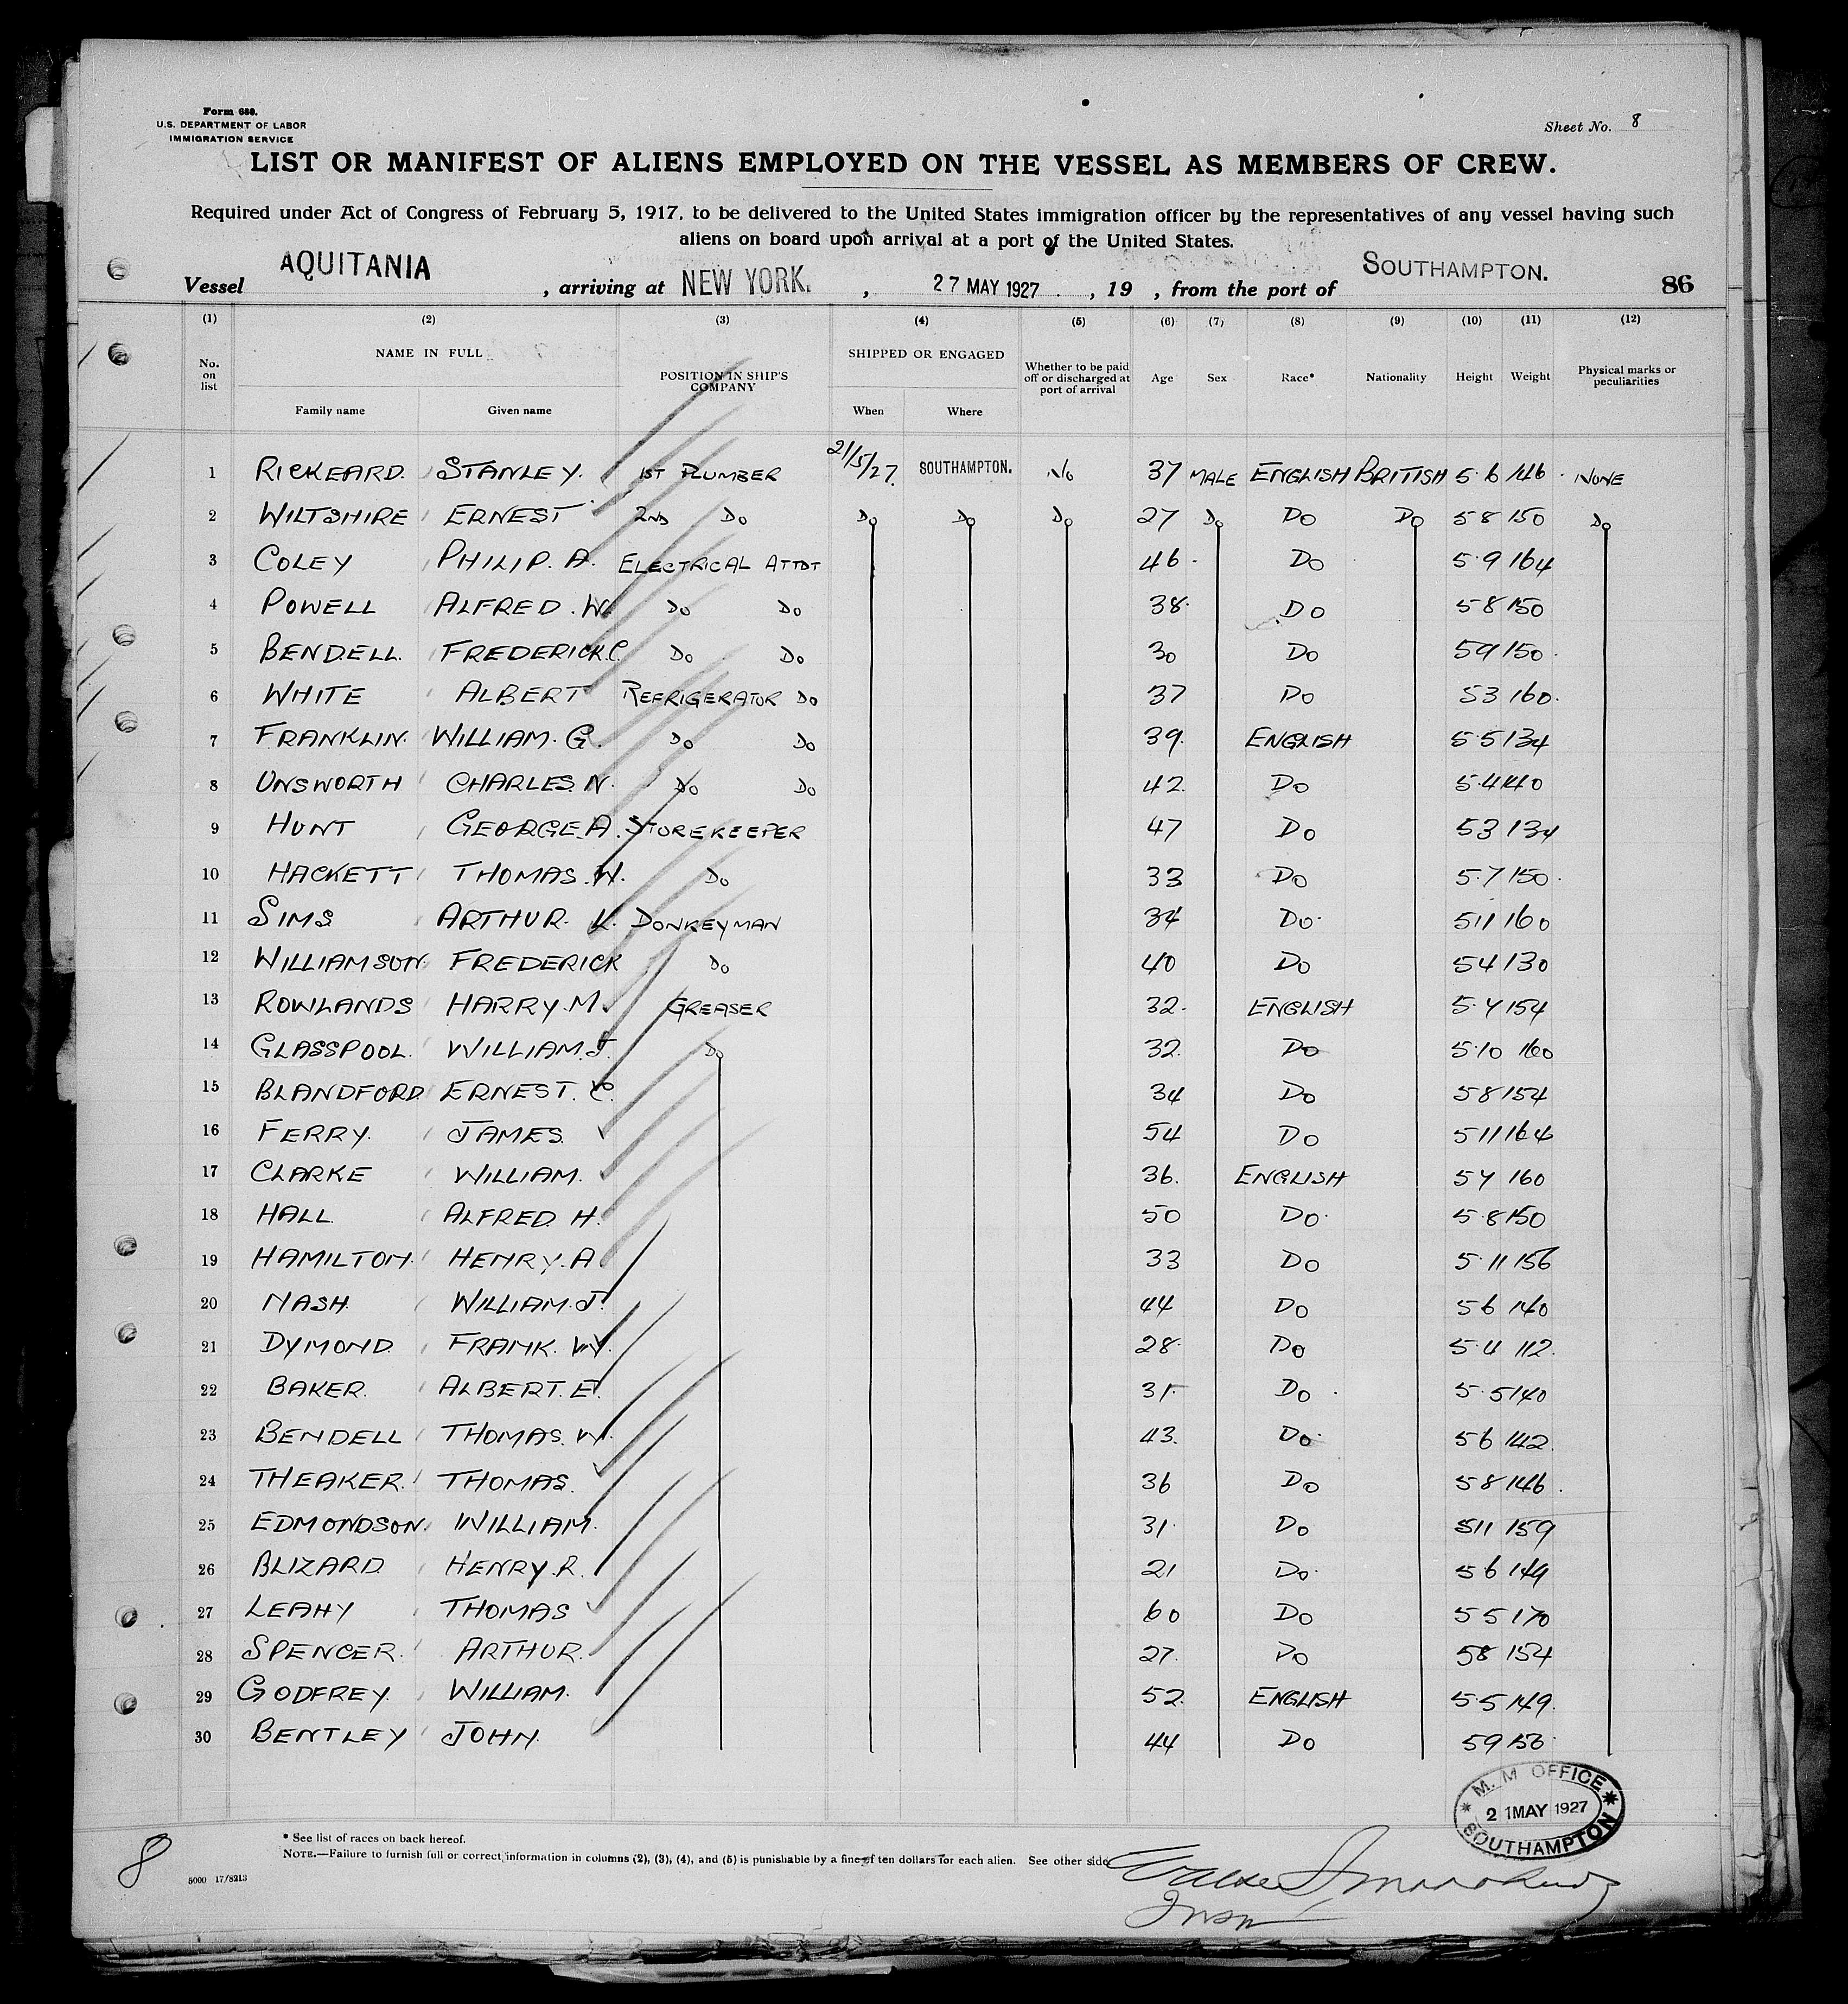 Form 680.
U.S. DEPARTMENT OF LABOR
IMMIGRATION SERVICE
Sheet No. 8
LIST OR MANIFEST OF ALIENS EMPLOYED ON THE VESSEL AS MEMBERS OF CREW.
Required under Act of Congress of February 5, 1917, to be delivered to the United States immigration officer by the representatives of any vessel having such
aliens on board upon arrival at a port of the United States.
Vessel AQUITANIA , arriving at NEW YORK. , 27 MAY 1927 , 19 , from the port of SOUTHAMPTON. 86
(1) (2) (3) (4) (5) (6) (7) (8) (9) (10) (11) (12)
No. on list NAME IN FULL Family name Given name POSITION IN SHIP'S COMPANY SHIPPED OR ENGAGED When Where Whether to be paid off or discharged at port of arrival Age Sex Race* Nationality Height Weight Physical marks or peculiarities
1 RICKEARD. STANLEY. 1ST PLUMBER 21/5/27. SOUTHAMPTON. No 37 MALE ENGLISH BRITISH 5.6 146 NONE
2 WILTSHIRE ERNEST 2ND Do Do Do Do 27 Do Do Do 5 8 150 Do
3 COLEY PHILIP. A. ELECTRICAL ATTDT 46. Do 5.9 164
4 POWELL ALFRED. W. Do Do 38. Do 5 8 150
5 BENDELL. FREDERICK.C. Do Do 30 Do 5 9 150.
6 WHITE ALBERT REFRIGERATOR Do 37 Do 5 3 160.
7 FRANKLIN. WILLIAM. G. Do Do 39. ENGLISH 5.5 134
8 UNSWORTH CHARLES. N. Do Do 42. Do 5.4 140
9 HUNT GEORGE.A. STOREKEEPER 47 Do 5 3 134
10 HACKETT THOMAS. W. Do 33 Do 5.7 150.
11 SIMS ARTHUR. V. DONKEYMAN 34 Do. 5 11 160
12 WILLIAMSON. FREDERICK Do 40 Do 5 4 130
13 ROWLANDS HARRY.M. GREASER 32. ENGLISH 5.4 154
14 GLASSPOOL. WILLIAM.J. Do 32. Do 5.10 160
15 BLANDFORD. ERNEST. C. 34 Do 5 8 154
16 FERRY. JAMES. 54 Do 5 11 164
17 CLARKE WILLIAM. 36. ENGLISH 5 4 160
18 HALL. ALFRED. H. 50 Do. 5.8 150
19 HAMILTON. HENRY.A 33 Do 5.11 156
20 NASH. WILLIAM.J. 44 Do 5 6 140
21 DYMOND. FRANK. W. 28. Do 5.4 112.
22 BAKER. ALBERT. E. 31. Do 5.5 140
23 BENDELL THOMAS. W. 43. Do. 5 6 142.
24 THEAKER. THOMAS. 36 Do 5 8 146.
25 EDMONDSON. WILLIAM. 31. Do 5 11 159
26 BLIZARD. HENRY.R. 21 Do. 5.6 149
27 LEAHY THOMAS 60 Do 5 5 170
28 SPENCER. ARTHUR. 27. Do 5 8 154
29 GODFREY. WILLIAM. 52. ENGLISH 5.5 149.
30 BENTLEY JOHN. 44 Do 5 9 156.
M. M OFFICE
21 MAY 1927
SOUTHAMPTON
8
* See list of races on back hereof.
NOTE.—Failure to furnish full or correct information in columns (2), (3), (4), and (5) is punishable by a fine of ten dollars for each alien. See other side
5000 17/8213